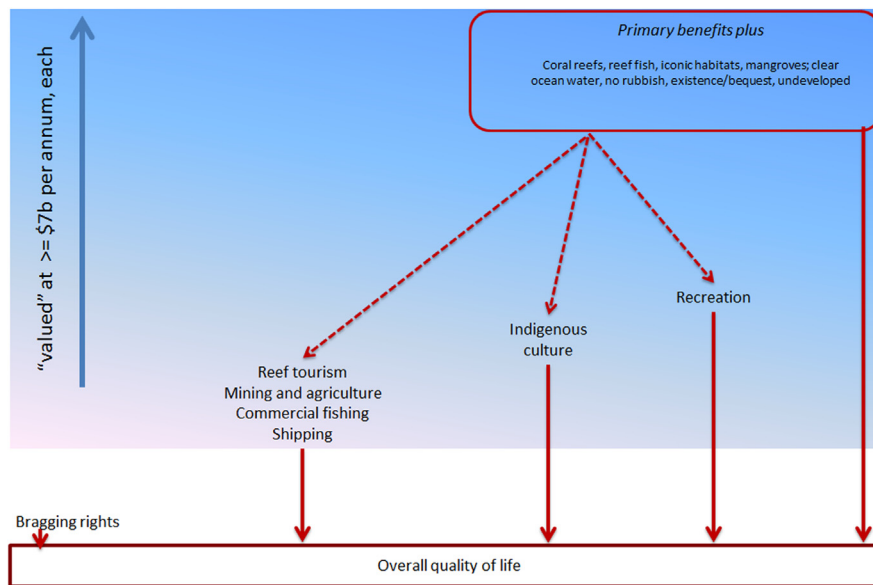 Primary benefits plus
Coral reefs, reef fish, iconic habitats, mangroves; clear
ocean water, no rubbish, existence/bequest, undeveloped
“valued” at >= $7b per annum, each
Recreation
Indigenous
culture
Reef tourism
Mining and agriculture
Commercial fishing
Shipping
Bragging rights
Overall quality of life